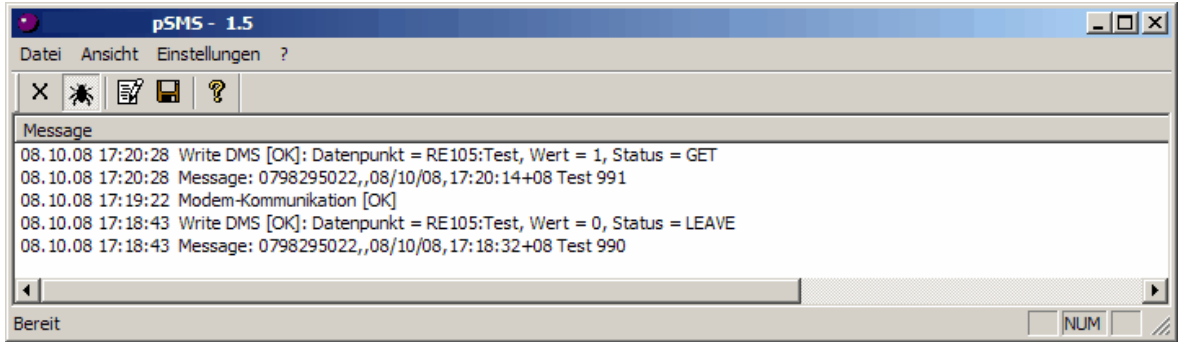 pSMS - 1.5
Datei Ansicht Einstellungen ?
Message
08.10.08 17:20:28 Write DMS [OK]: Datenpunkt = RE105:Test, Wert = 1, Status = GET
08.10.08 17:20:28 Message: 0798295022,,08/10/08,17:20:14+08 Test 991
08.10.08 17:19:22 Modem-Kommunikation [OK]
08.10.08 17:18:43 Write DMS [OK]: Datenpunkt = RE105:Test, Wert = 0, Status = LEAVE
08.10.08 17:18:43 Message: 0798295022,,08/10/08,17:18:32+08 Test 990
Bereit NUM